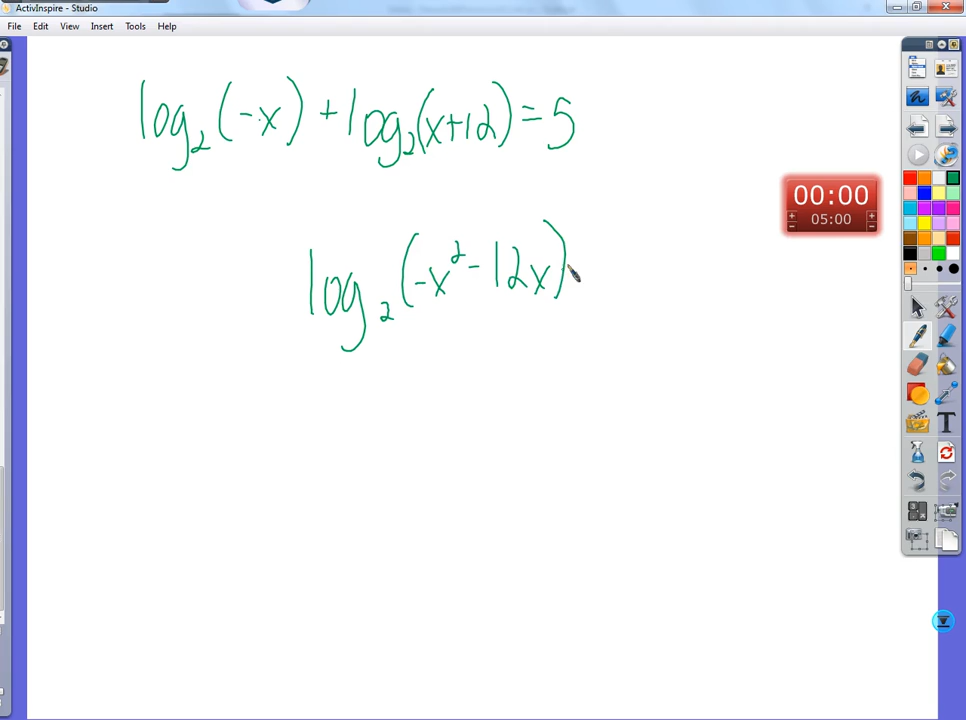 ActivInspire - Studio
File Edit View Insert Tools Help
log₂(-x) + log₂(x+12) = 5
00:00
05:00
log₂(-x² - 12x)